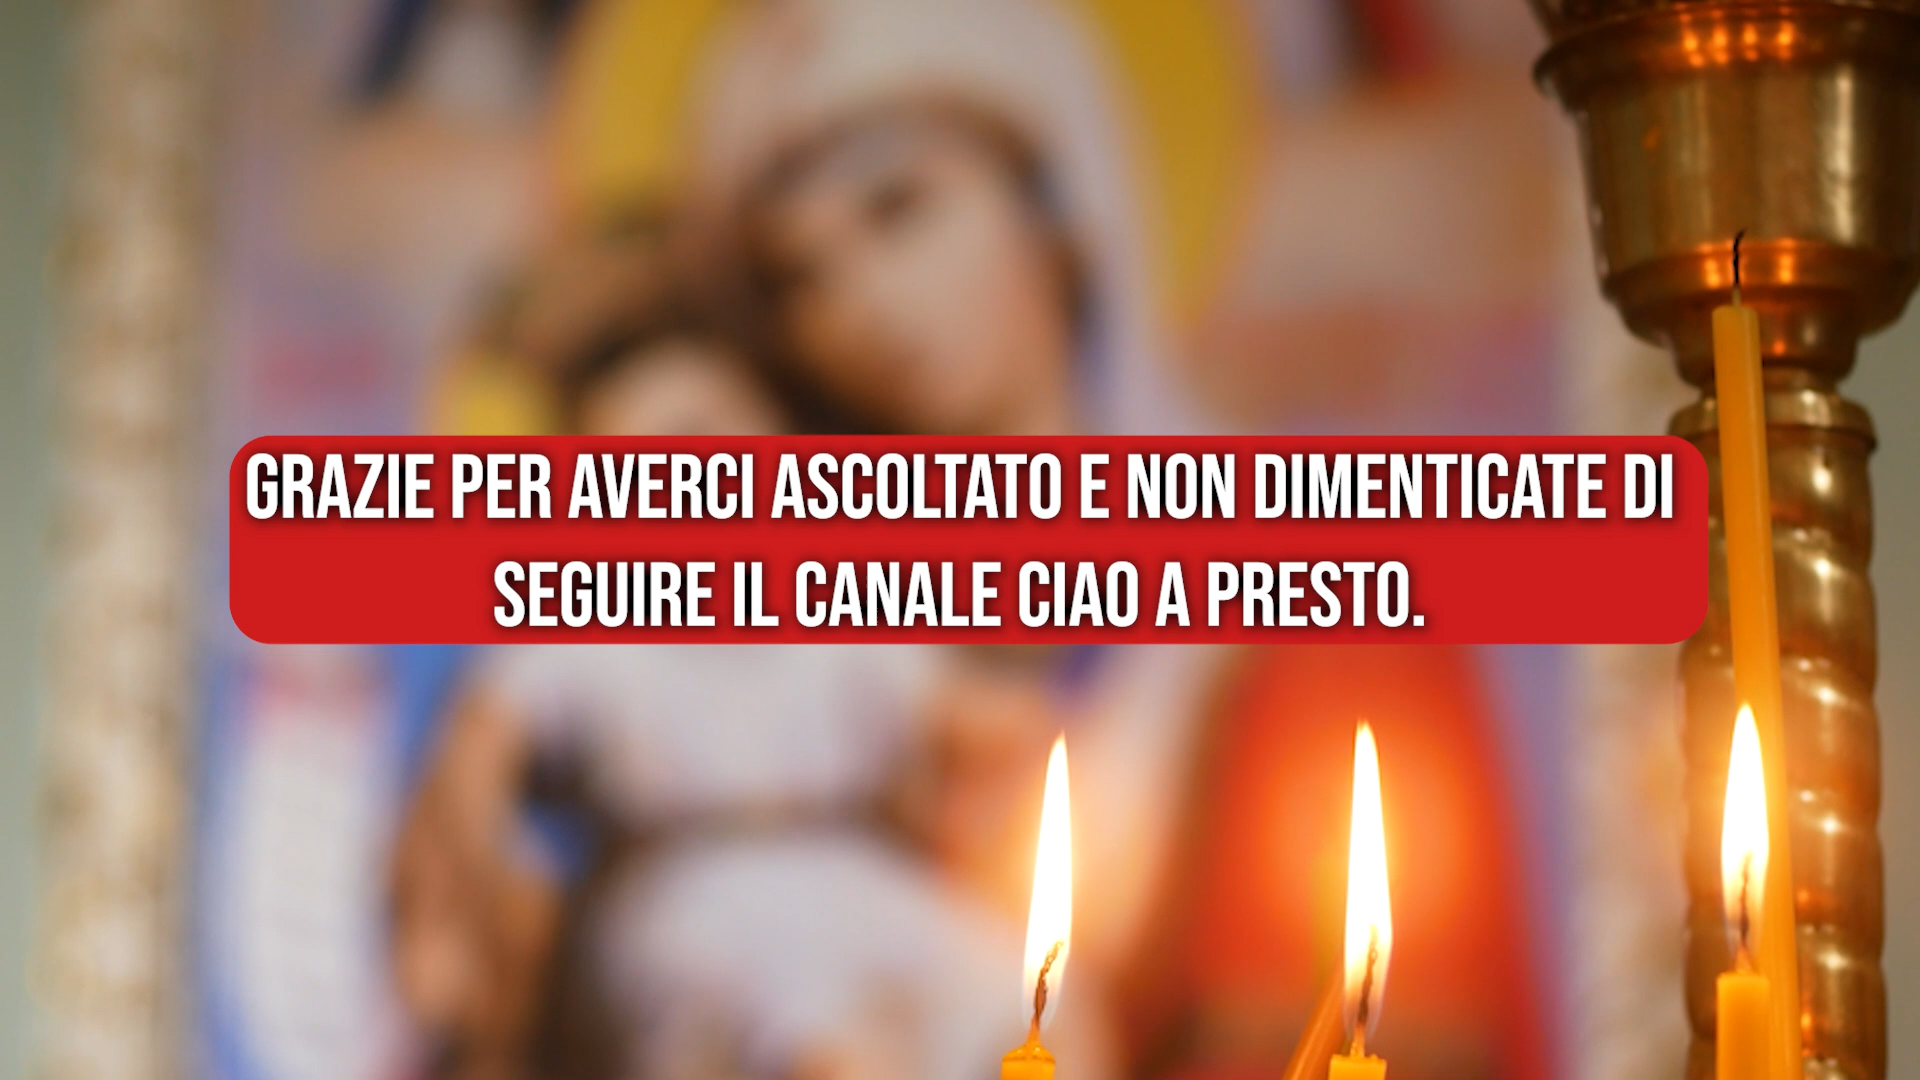 GRAZIE PER AVERCI ASCOLTATO E NON DIMENTICATE DI
SEGUIRE IL CANALE CIAO A PRESTO.